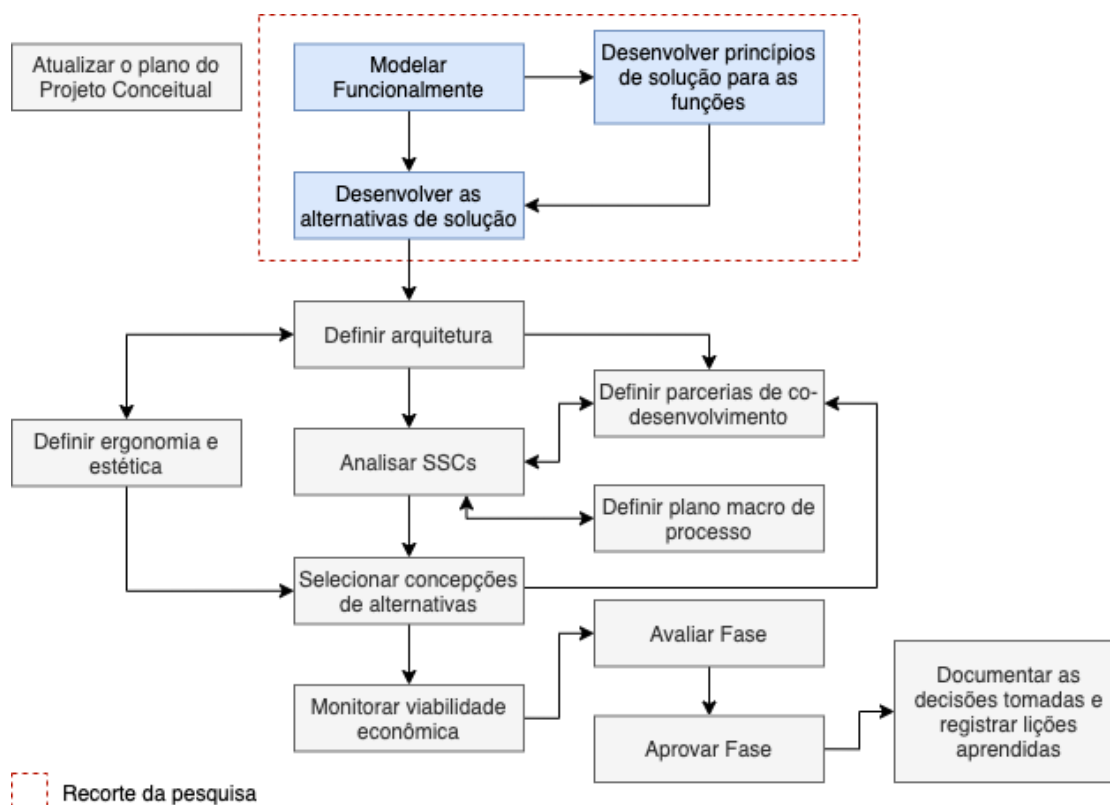 Atualizar o plano do
Projeto Conceitual
Modelar
Funcionalmente
Desenvolver princípios
de solução para as
funções
Desenvolver as
alternativas de solução
Definir arquitetura
Definir parcerias de co-
desenvolvimento
Definir ergonomia e
estética
Analisar SSCs
Definir plano macro de
processo
Selecionar concepções
de alternativas
Avaliar Fase
Monitorar viabilidade
econômica
Aprovar Fase
Documentar as
decisões tomadas e
registrar lições
aprendidas
Recorte da pesquisa